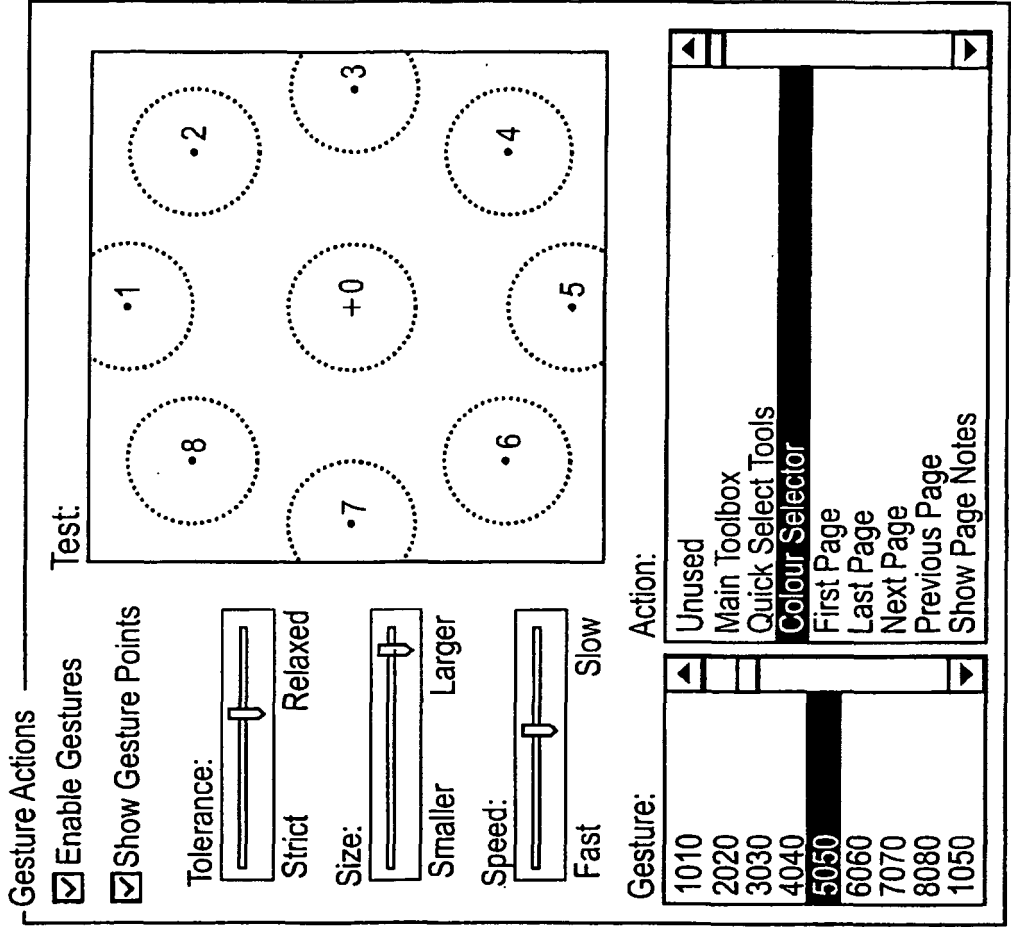 Gesture Actions
Enable Gestures
Show Gesture Points
Tolerance:
Strict Relaxed
Size:
Smaller Larger
Speed:
Fast Slow
Test:
1
8 2
7 +0 3
6 4
5
Gesture:
1010
2020
3030
4040
5050
6060
7070
8080
1050
Action:
Unused
Main Toolbox
Quick Select Tools
Colour Selector
First Page
Last Page
Next Page
Previous Page
Show Page Notes